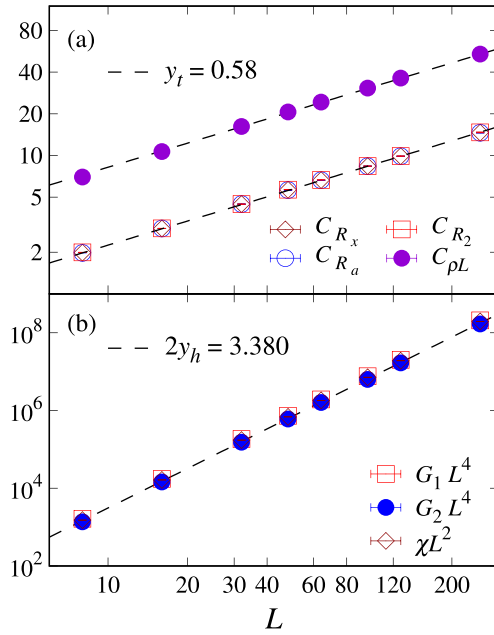 80
(a)
y_t = 0.58
40
20
10
5
2
C_{R_x}
C_{R_2}
C_{R_a}
C_{ρL}
(b)
10^8
2y_h = 3.380
10^6
10^4
10^2
G_1 L^4
G_2 L^4
χL^2
10 20 30 40 60 80 120 200
L